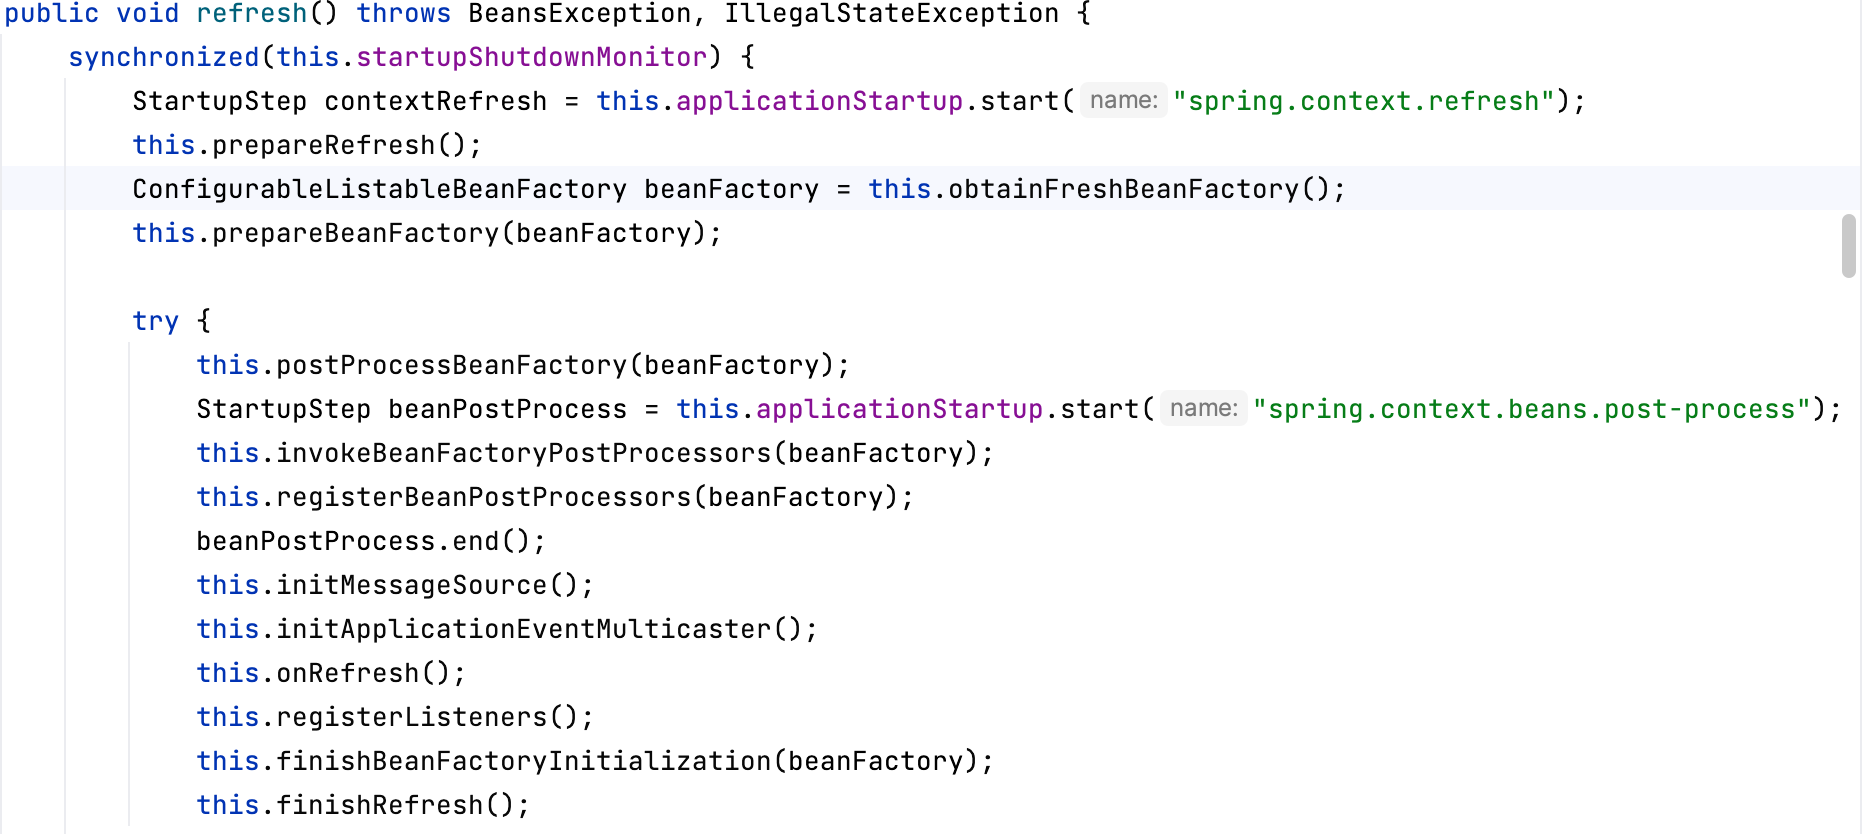 public void refresh() throws BeansException, IllegalStateException {
synchronized(this.startupShutdownMonitor) {
StartupStep contextRefresh = this.applicationStartup.start( name: "spring.context.refresh");
this.prepareRefresh();
ConfigurableListableBeanFactory beanFactory = this.obtainFreshBeanFactory();
this.prepareBeanFactory(beanFactory);
try {
this.postProcessBeanFactory(beanFactory);
StartupStep beanPostProcess = this.applicationStartup.start( name: "spring.context.beans.post-process");
this.invokeBeanFactoryPostProcessors(beanFactory);
this.registerBeanPostProcessors(beanFactory);
beanPostProcess.end();
this.initMessageSource();
this.initApplicationEventMulticaster();
this.onRefresh();
this.registerListeners();
this.finishBeanFactoryInitialization(beanFactory);
this.finishRefresh();